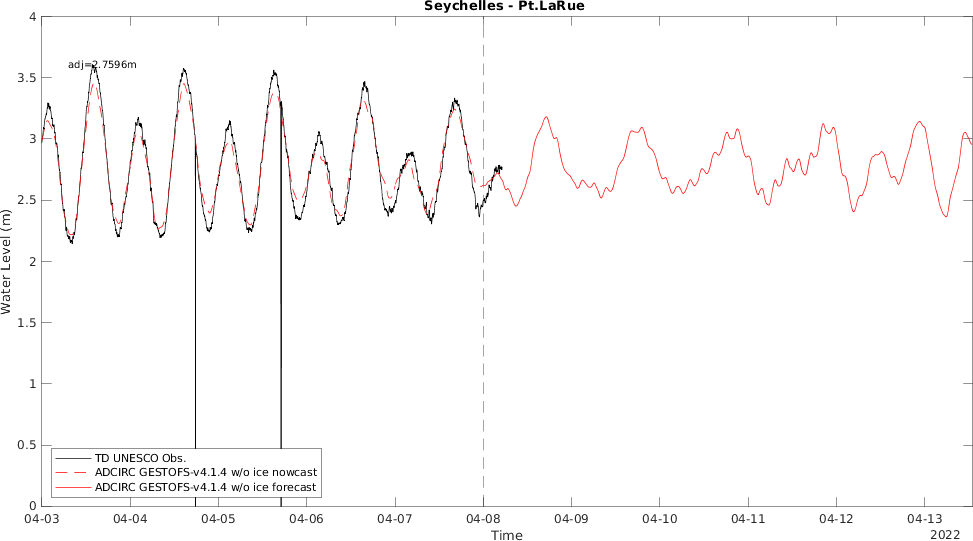 Seychelles - Pt.LaRue
adj=2.7596m
Water Level (m)
4
3.5
3
2.5
2
1.5
1
0.5
0
TD UNESCO Obs.
ADCIRC GESTOFS-v4.1.4 w/o ice nowcast
ADCIRC GESTOFS-v4.1.4 w/o ice forecast
04-03 04-04 04-05 04-06 04-07 04-08 04-09 04-10 04-11 04-12 04-13
Time
2022